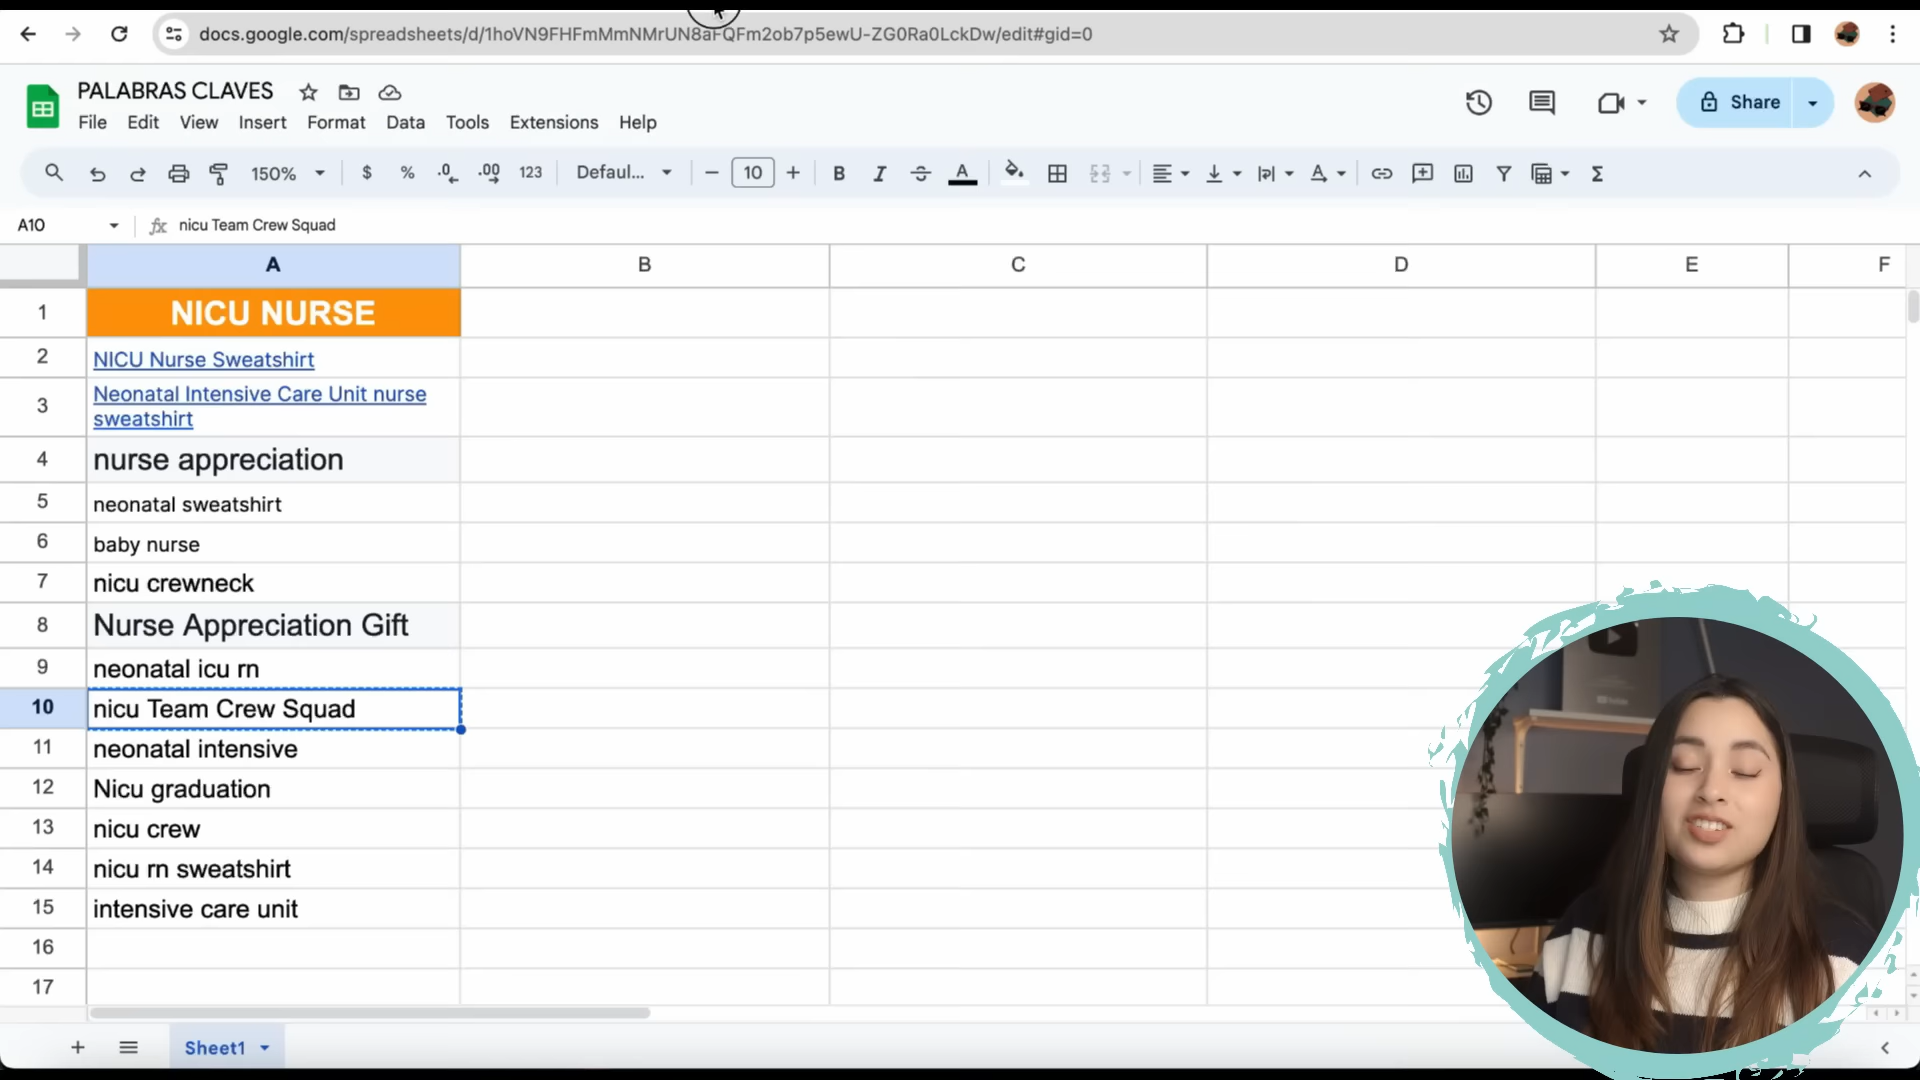 docs.google.com/spreadsheets/d/1hoVN9FHFmMmNMrUN8aFQFm2ob7p5ewU-ZG0Ra0LckDw/edit#gid=0
PALABRAS CLAVES
File Edit View Insert Format Data Tools Extensions Help
Share
150% $ % .0 .00 123 Defaul... 10 B I A Σ
A10 fx nicu Team Crew Squad
A B C D E F
1 NICU NURSE
2 NICU Nurse Sweatshirt
3 Neonatal Intensive Care Unit nurse
sweatshirt
4 nurse appreciation
5 neonatal sweatshirt
6 baby nurse
7 nicu crewneck
8 Nurse Appreciation Gift
9 neonatal icu rn
10 nicu Team Crew Squad
11 neonatal intensive
12 Nicu graduation
13 nicu crew
14 nicu rn sweatshirt
15 intensive care unit
16
17
Sheet1